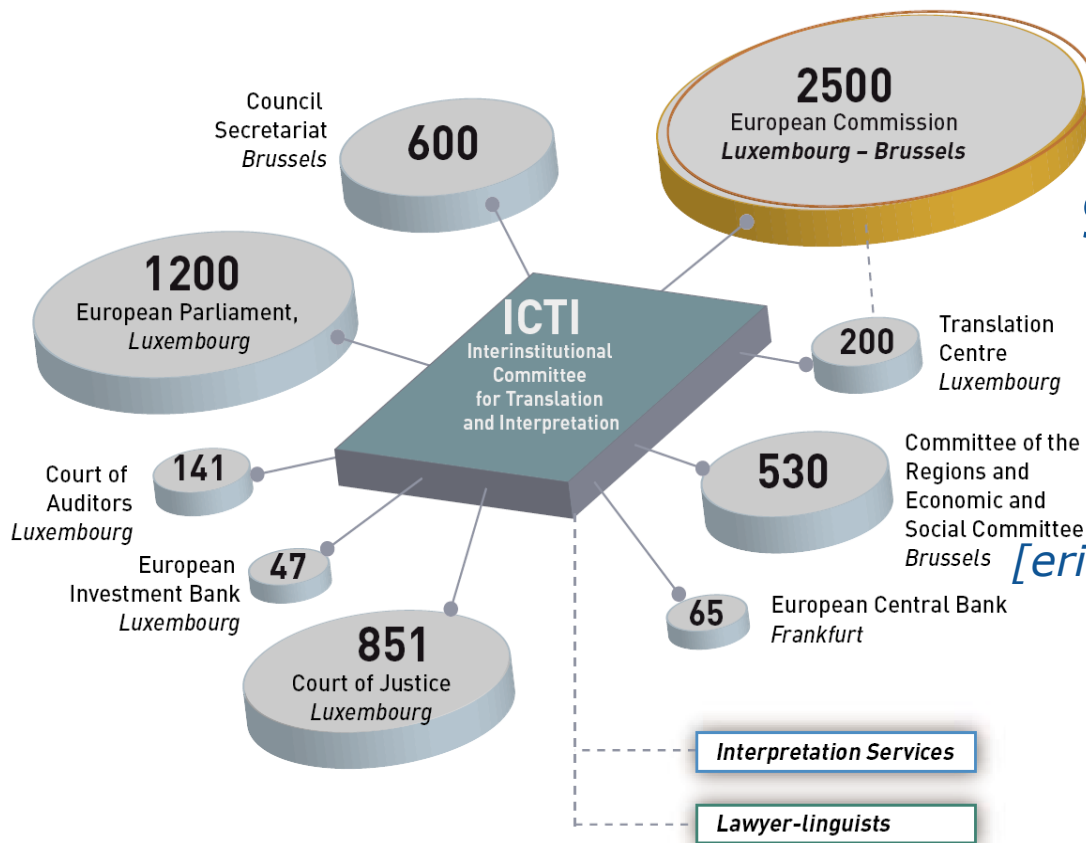 2500
European Commission
Luxembourg – Brussels
Council
Secretariat
Brussels
600
1200
European Parliament,
Luxembourg
ICTI
Interinstitutional
Committee
for Translation
and Interpretation
200
Translation
Centre
Luxembourg
141
Court of
Auditors
Luxembourg
530
Committee of the
Regions and
Economic and
Social Committee
Brussels
[eri
47
European
Investment Bank
Luxembourg
65
European Central Bank
Frankfurt
851
Court of Justice
Luxembourg
Interpretation Services
Lawyer-linguists